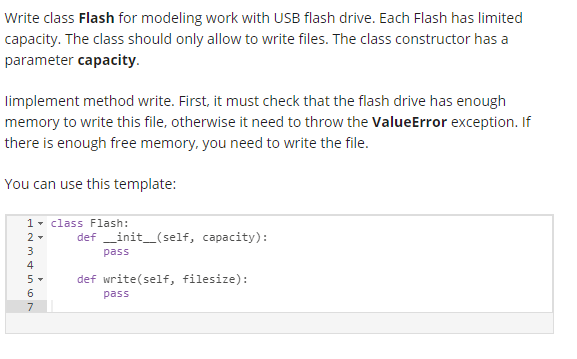 Write class Flash for modeling work with USB flash drive. Each Flash has limited
capacity. The class should only allow to write files. The class constructor has a
parameter capacity.
Iimplement method write. First, it must check that the flash drive has enough
memory to write this file, otherwise it need to throw the ValueError exception. If
there is enough free memory, you need to write the file.
You can use this template:
1 class Flash:
2 def __init__(self, capacity):
3 pass
4
5 def write(self, filesize):
6 pass
7